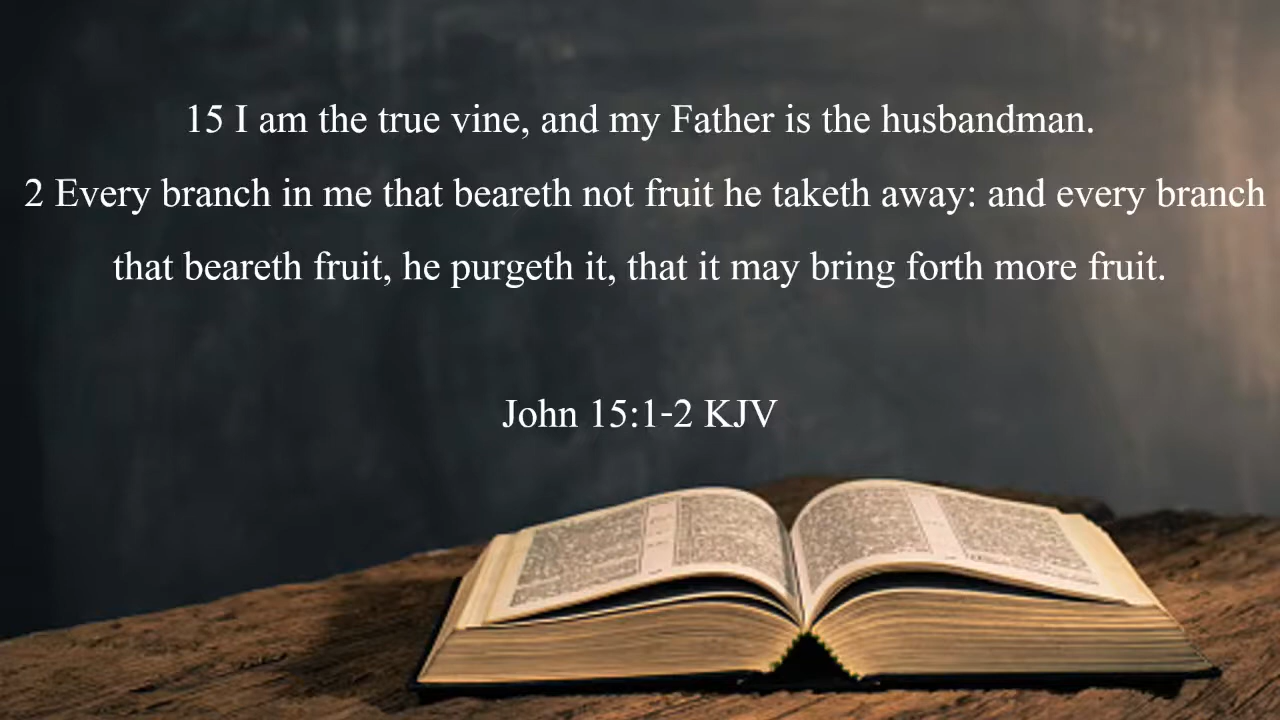 15 I am the true vine, and my Father is the husbandman.
2 Every branch in me that beareth not fruit he taketh away: and every branch
that beareth fruit, he purgeth it, that it may bring forth more fruit.
John 15:1-2 KJV